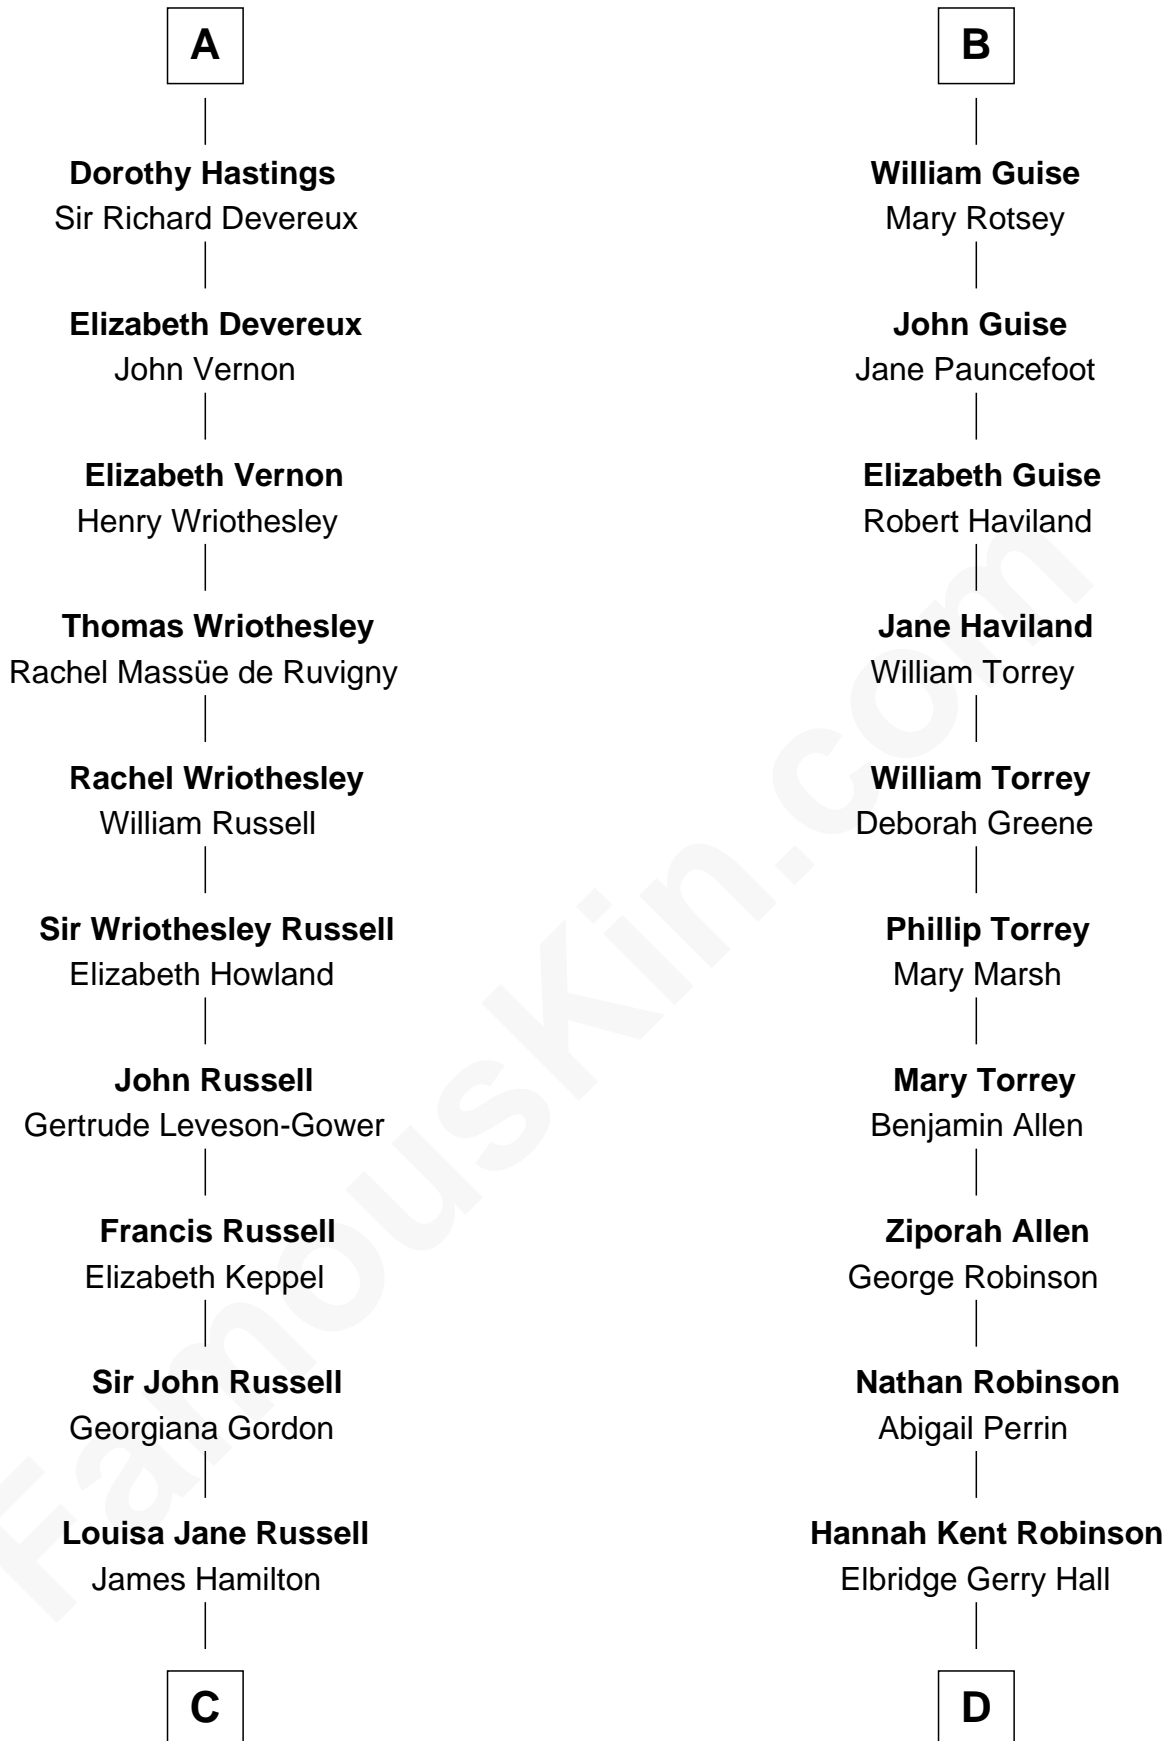 A
Dorothy Hastings
Sir Richard Devereux
Elizabeth Devereux
John Vernon
Elizabeth Vernon
Henry Wriothesley
Thomas Wriothesley
Rachel Massüe de Ruvigny
Rachel Wriothesley
William Russell
Sir Wriothesley Russell
Elizabeth Howland
John Russell
Gertrude Leveson-Gower
Francis Russell
Elizabeth Keppel
Sir John Russell
Georgiana Gordon
Louisa Jane Russell
James Hamilton
C
B
William Guise
Mary Rotsey
John Guise
Jane Pauncefoot
Elizabeth Guise
Robert Haviland
Jane Haviland
William Torrey
William Torrey
Deborah Greene
Phillip Torrey
Mary Marsh
Mary Torrey
Benjamin Allen
Ziporah Allen
George Robinson
Nathan Robinson
Abigail Perrin
Hannah Kent Robinson
Elbridge Gerry Hall
D
FamousKin.com